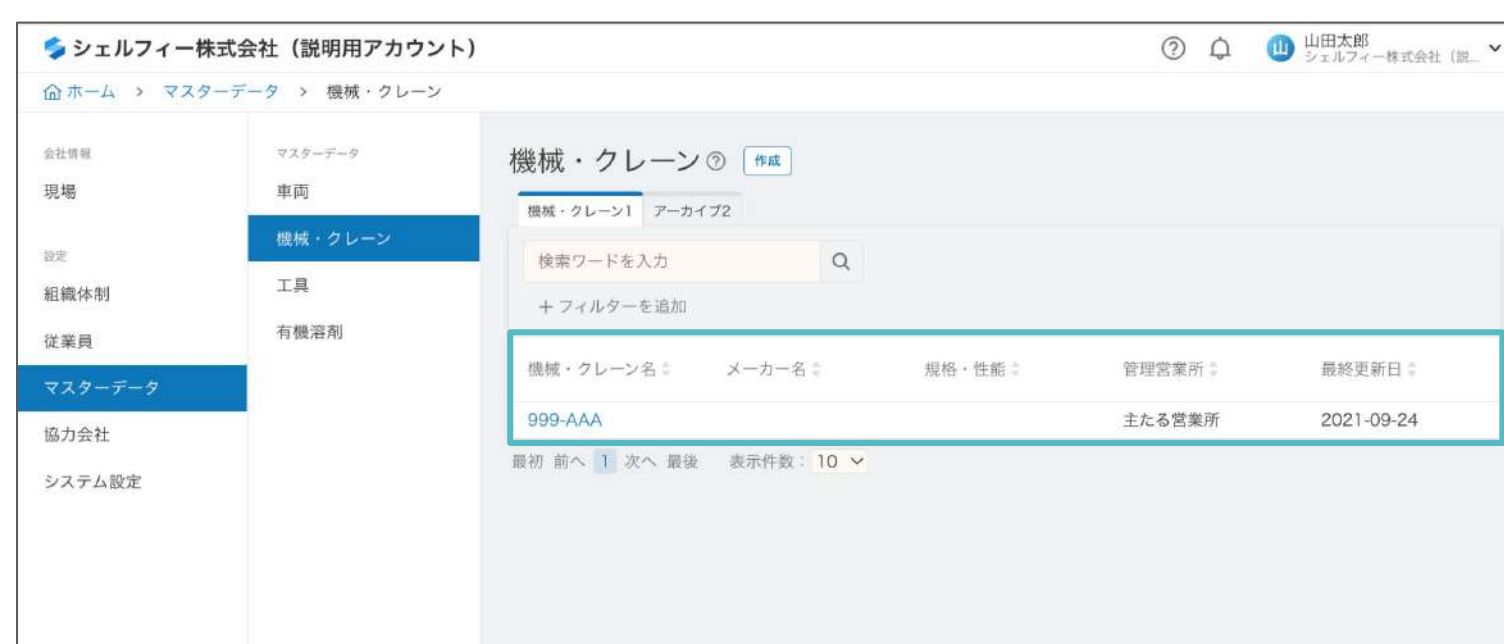 シェルフィー株式会社（説明用アカウント）
山 山田太郎
シェルフィー株式会社（説...
ホーム > マスターデータ > 機械・クレーン
会社情報
現場
設定
組織体制
従業員
マスターデータ
協力会社
システム設定
マスターデータ
車両
機械・クレーン
工具
有機溶剤
機械・クレーン 作成
機械・クレーン1 アーカイブ2
検索ワードを入力
＋フィルターを追加
機械・クレーン名 メーカー名 規格・性能 管理営業所 最終更新日
999-AAA 主たる営業所 2021-09-24
最初 前へ 1 次へ 最後 表示件数：10